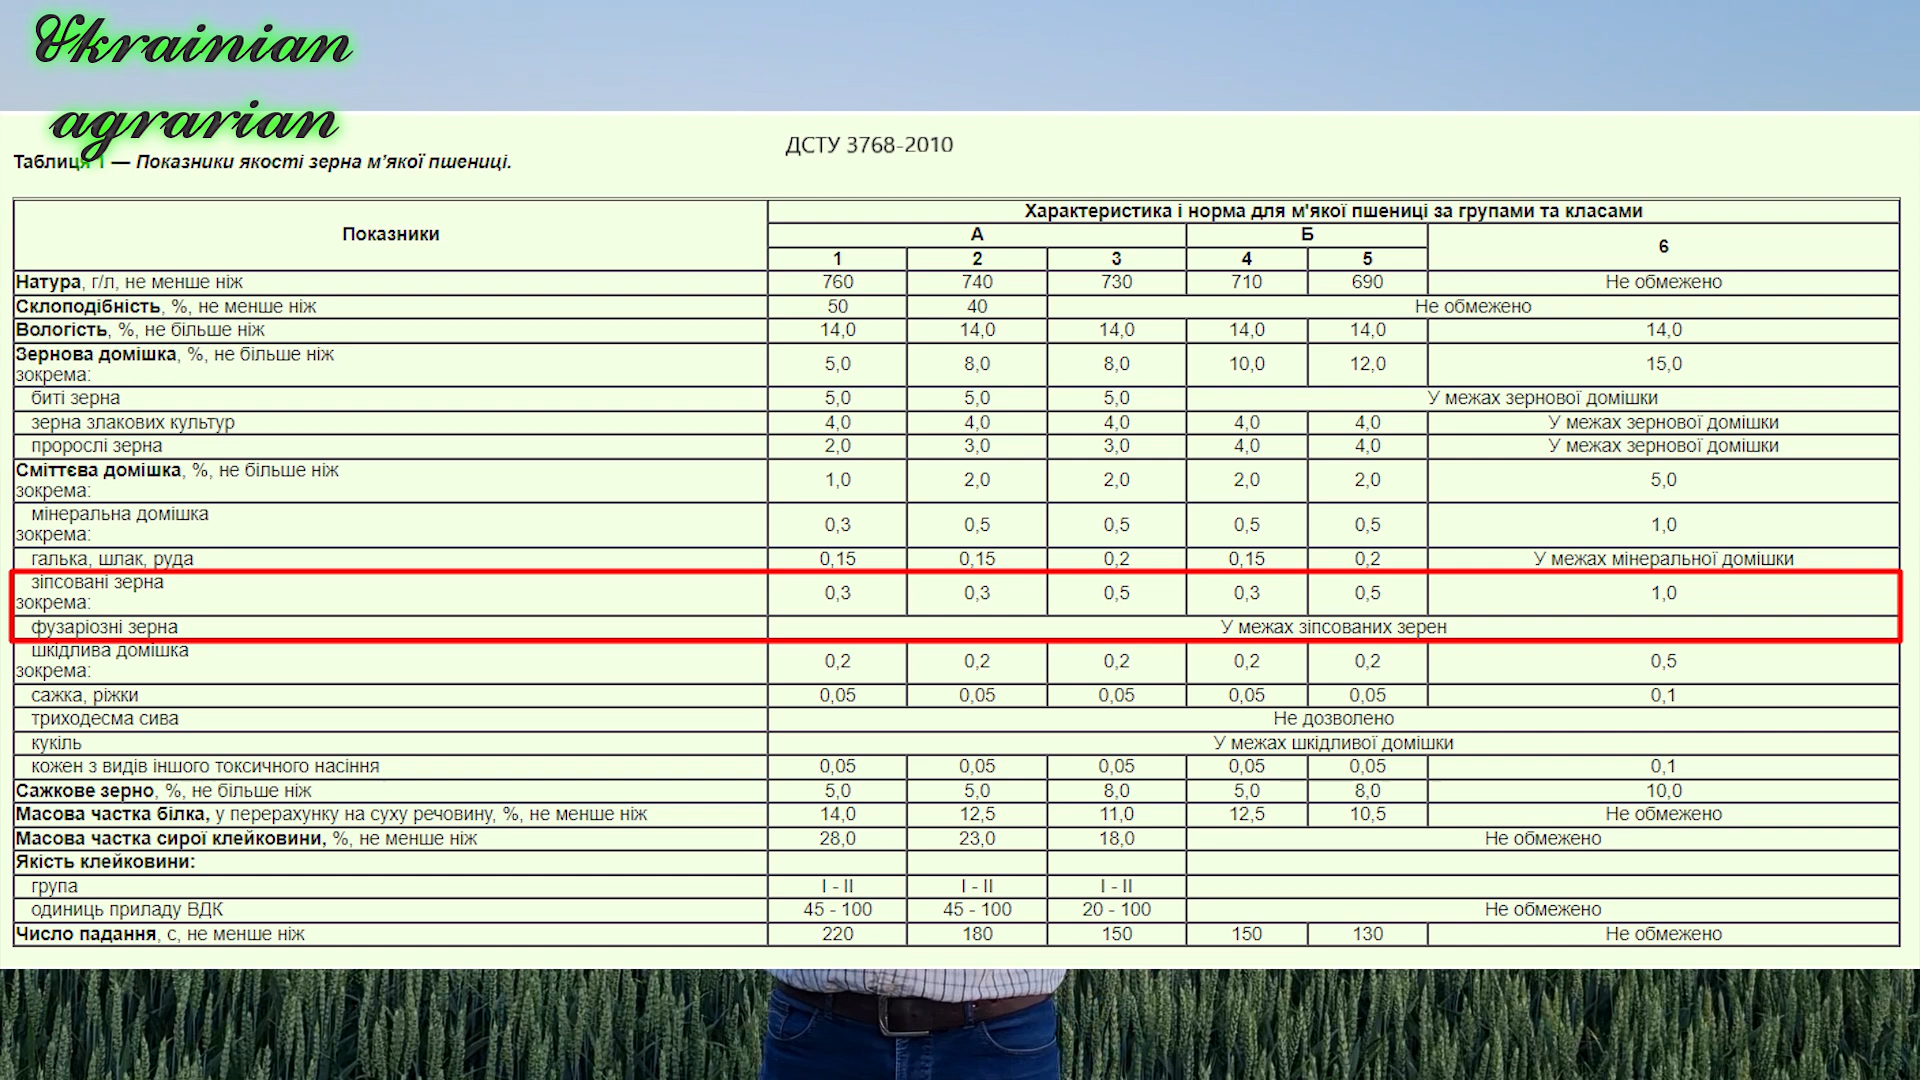 Ukrainian
agrarian
ДСТУ 3768-2010
Таблиця 1 — Показники якості зерна м’якої пшениці.
Показники
Характеристика і норма для м'якої пшениці за групами та класами
А Б 6
1 2 3 4 5
Натура, г/л, не менше ніж 760 740 730 710 690 Не обмежено
Склоподібність, %, не менше ніж 50 40 Не обмежено
Вологість, %, не більше ніж 14,0 14,0 14,0 14,0 14,0 14,0
Зернова домішка, %, не більше ніж
зокрема: 5,0 8,0 8,0 10,0 12,0 15,0
биті зерна 5,0 5,0 5,0 У межах зернової домішки
зерна злакових культур 4,0 4,0 4,0 4,0 4,0 У межах зернової домішки
пророслі зерна 2,0 3,0 3,0 4,0 4,0 У межах зернової домішки
Сміттєва домішка, %, не більше ніж
зокрема: 1,0 2,0 2,0 2,0 2,0 5,0
мінеральна домішка
зокрема: 0,3 0,5 0,5 0,5 0,5 1,0
галька, шлак, руда 0,15 0,15 0,2 0,15 0,2 У межах мінеральної домішки
зіпсовані зерна
зокрема: 0,3 0,3 0,5 0,3 0,5 1,0
фузаріозні зерна У межах зіпсованих зерен
шкідлива домішка
зокрема: 0,2 0,2 0,2 0,2 0,2 0,5
сажка, ріжки 0,05 0,05 0,05 0,05 0,05 0,1
триходесма сива Не дозволено
кукіль У межах шкідливої домішки
кожен з видів іншого токсичного насіння 0,05 0,05 0,05 0,05 0,05 0,1
Сажкове зерно, %, не більше ніж 5,0 5,0 8,0 5,0 8,0 10,0
Масова частка білка, у перерахунку на суху речовину, %, не менше ніж 14,0 12,5 11,0 12,5 10,5 Не обмежено
Масова частка сирої клейковини, %, не менше ніж 28,0 23,0 18,0 Не обмежено
Якість клейковини:
група I - II I - II I - II
одиниць приладу ВДК 45 - 100 45 - 100 20 - 100 Не обмежено
Число падання, с, не менше ніж 220 180 150 150 130 Не обмежено